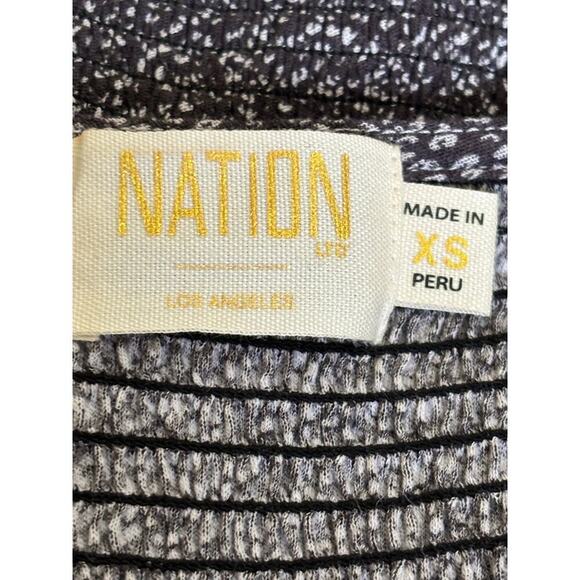 NATION
LTD
LOS ANGELES
MADE IN
XS
PERU